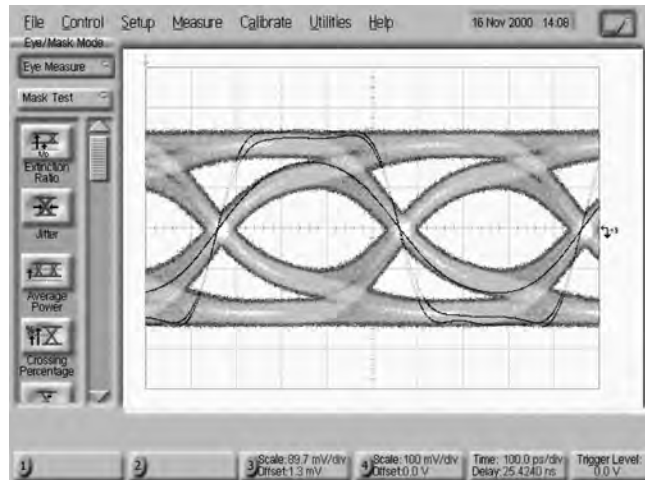 File Control Setup Measure Calibrate Utilities Help 16 Nov 2000 14:08
Eye/Mask Mode
Eye Measure
Mask Test
Extinction
Ratio
Jitter
Average
Power
Crossing
Percentage
1) 2) 3) Scale:89.7 mV/div 4) Scale:100 mV/div Time: 100.0 ps/div Trigger Level:
Offset:1.3 mV Offset:0.0 V Delay:25.4240 ns 0.0 V